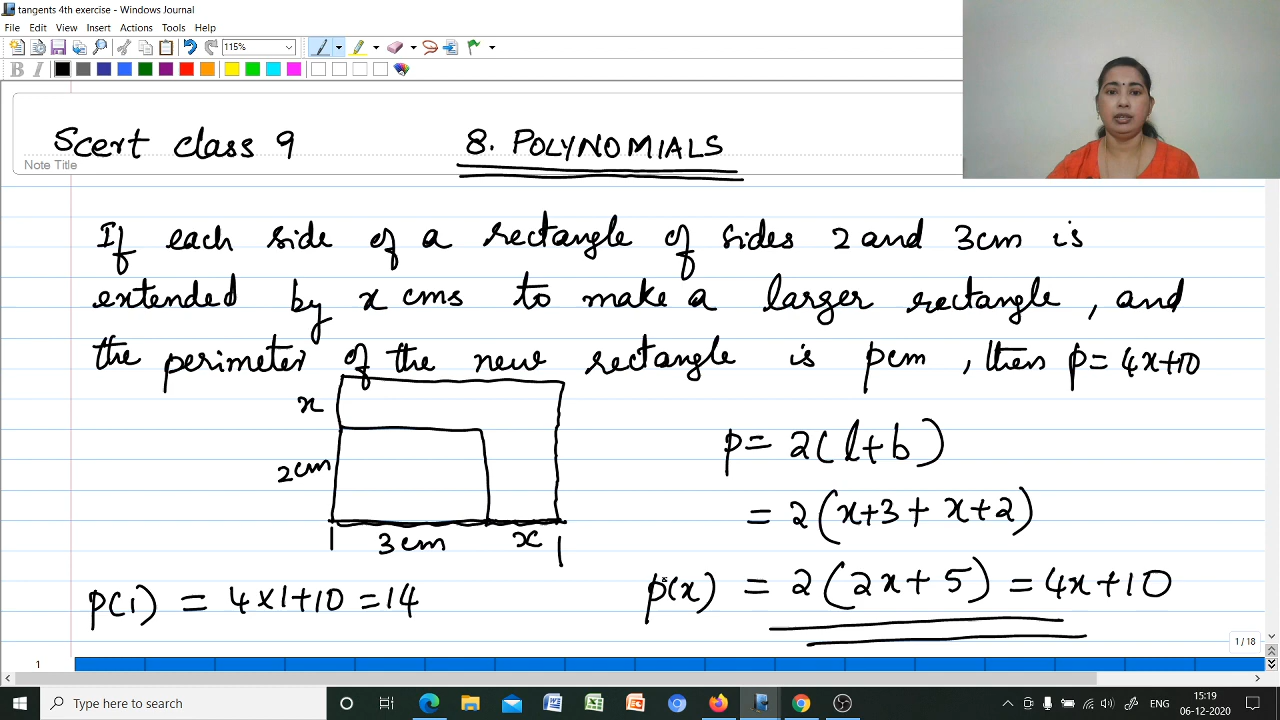 tangents 4th exercise - Windows Journal
File Edit View Insert Actions Tools Help
115%
B I
Scert class 9 8. POLYNOMIALS
Note Title
If each side of a rectangle of sides 2 and 3cm is
extended by x cms to make a larger rectangle, and
the perimeter of the new rectangle is pcm, then p= 4x+10
x
2cm
3cm x
p = 2(l+b)
= 2(x+3+x+2)
p(x) = 2(2x+5) = 4x+10
p(1) = 4x1+10 =14
1 / 18
1
Type here to search
ENG
15:19
06-12-2020